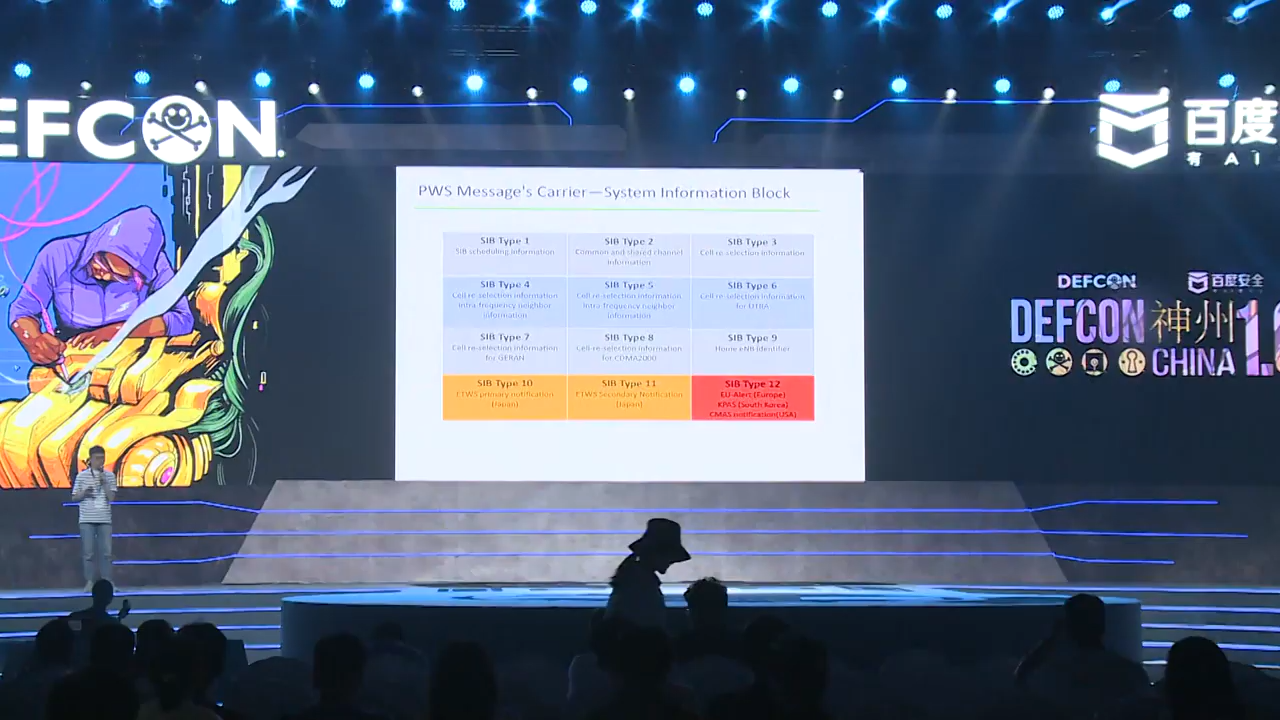 EFCON.
百度
有 A I
PWS Message's Carrier—System Information Block
SIB Type 1
SIB scheduling information
SIB Type 2
Common and shared channel
information
SIB Type 3
Cell re-selection information
SIB Type 4
Cell re-selection information
Intra frequency neighbor
information
SIB Type 5
Cell re-selection information
Intra frequency neighbor
information
SIB Type 6
Cell re-selection information
for UTRA
SIB Type 7
Cell re-selection information
for GERAN
SIB Type 8
Cell-re-selection information
for CDMA2000
SIB Type 9
Home eNB identifier
SIB Type 10
ETWS primary notification
(Japan)
SIB Type 11
ETWS Secondary Notification
(Japan)
SIB Type 12
EU-Alert (Europe)
KPAS (South Korea)
CMAS notification(USA)
DEFCON
百度安全
DEFCON 神州 1.
CHINA